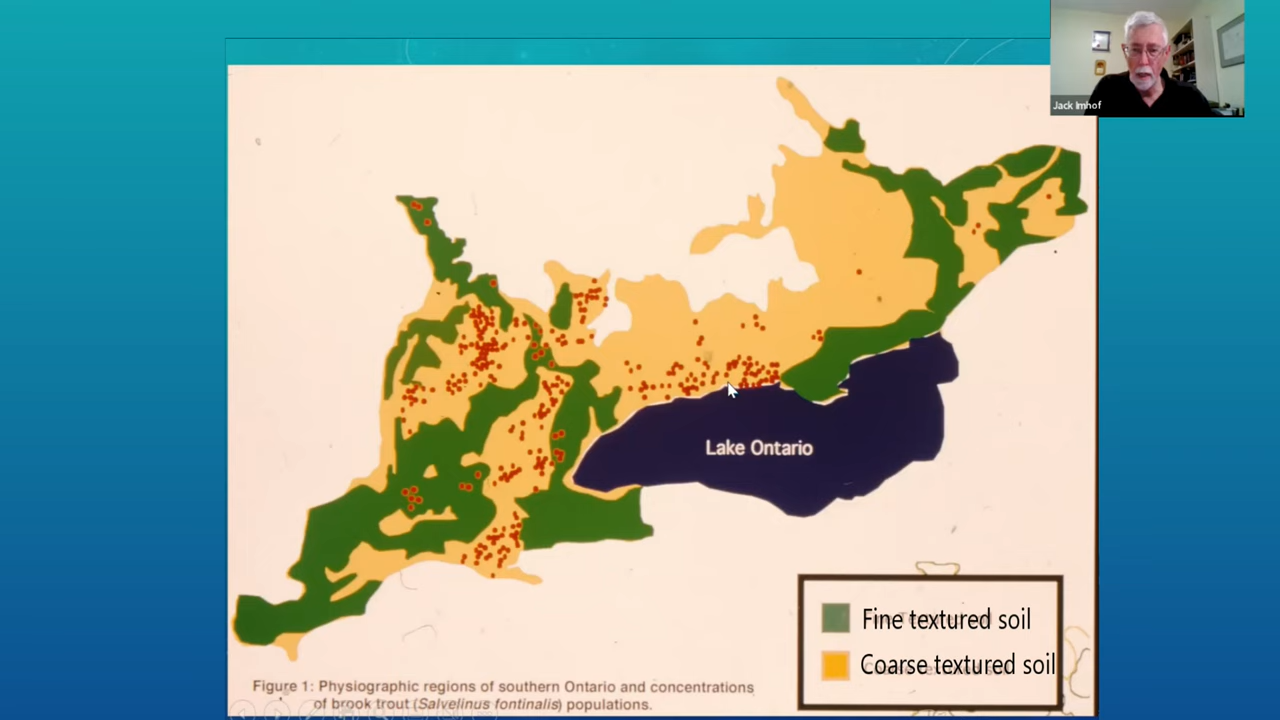 Jack Imhof
Lake Ontario
Fine textured soil
Coarse textured soil
Figure 1: Physiographic regions of southern Ontario and concentrations
of brook trout (Salvelinus fontinalis) populations.